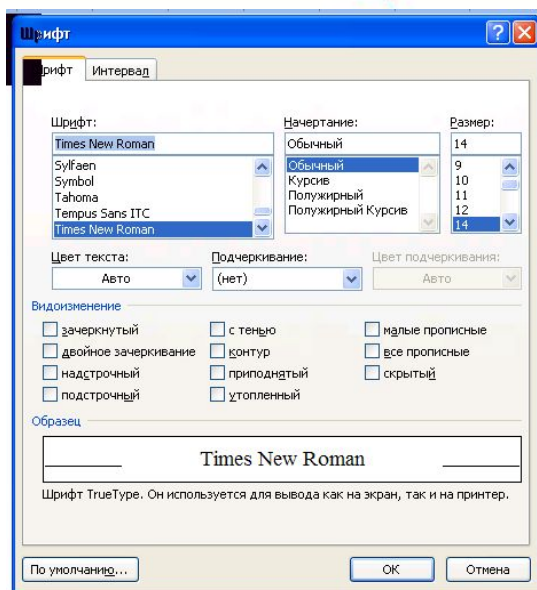 Шрифт
Шрифт Интервал
Шрифт: Начертание: Размер:
Times New Roman Обычный 14
Sylfaen Обычный 9
Symbol Курсив 10
Tahoma Полужирный 11
Tempus Sans ITC Полужирный Курсив 12
Times New Roman 14
Цвет текста: Подчеркивание: Цвет подчеркивания:
Авто (нет) Авто
Видоизменение
зачеркнутый с тенью малые прописные
двойное зачеркивание контур все прописные
надстрочный приподнятый скрытый
подстрочный утопленный
Образец
Times New Roman
Шрифт TrueType. Он используется для вывода как на экран, так и на принтер.
По умолчанию... ОК Отмена